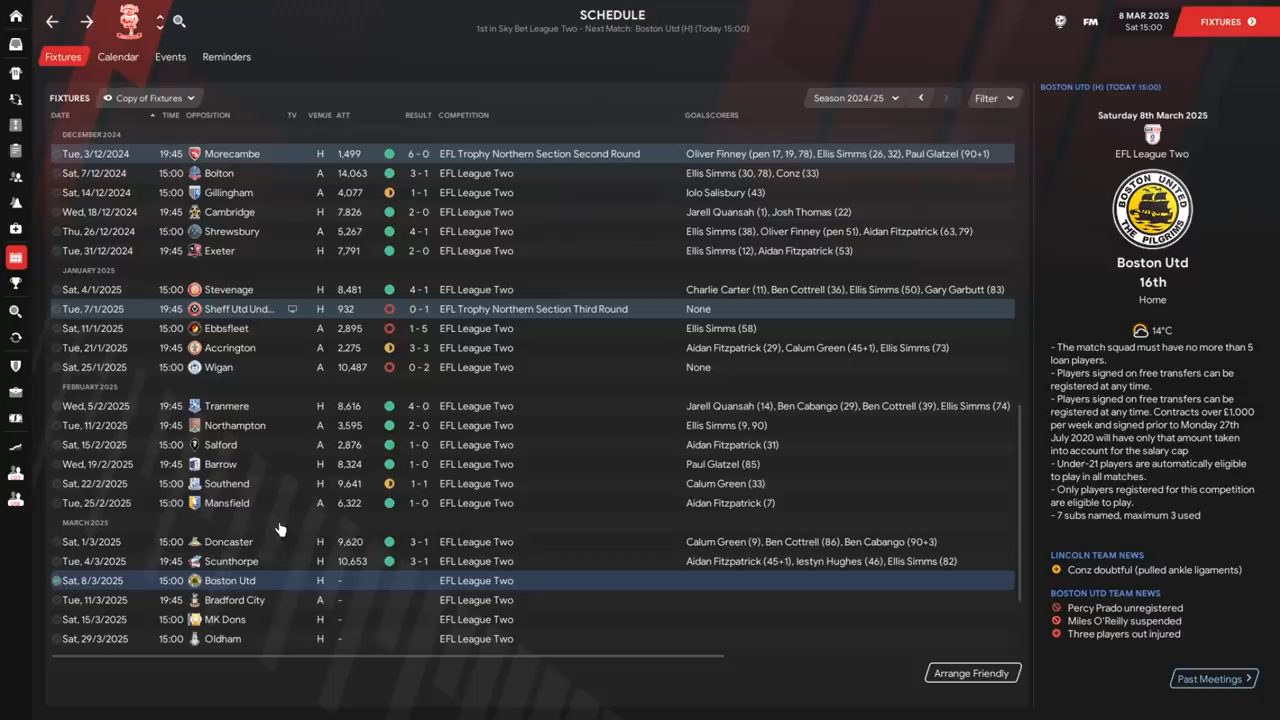 SCHEDULE
1st in Sky Bet League Two - Next Match: Boston Utd (H) (Today 15:00)
FM
8 MAR 2025
Sat 15:00
FIXTURES
Fixtures
Calendar
Events
Reminders
FIXTURES
Copy of Fixtures
Season 2024/25
Filter
DATE TIME OPPOSITION TV VENUE ATT RESULT COMPETITION GOALSCORERS
DECEMBER 2024
Tue, 3/12/2024 19:45 Morecambe H 1,499 6 - 0 EFL Trophy Northern Section Second Round Oliver Finney (pen 17, 19, 78), Ellis Simms (26, 32), Paul Glatzel (90+1)
Sat, 7/12/2024 15:00 Bolton A 14,063 3 - 1 EFL League Two Ellis Simms (30, 78), Conz (33)
Sat, 14/12/2024 15:00 Gillingham A 4,077 1 - 1 EFL League Two Iolo Salisbury (43)
Wed, 18/12/2024 19:45 Cambridge H 7,826 2 - 0 EFL League Two Jarell Quansah (1), Josh Thomas (22)
Thu, 26/12/2024 15:00 Shrewsbury A 5,267 4 - 1 EFL League Two Ellis Simms (38), Oliver Finney (pen 51), Aidan Fitzpatrick (63, 79)
Tue, 31/12/2024 19:45 Exeter H 7,791 2 - 0 EFL League Two Ellis Simms (12), Aidan Fitzpatrick (53)
JANUARY 2025
Sat, 4/1/2025 15:00 Stevenage H 8,481 4 - 1 EFL League Two Charlie Carter (11), Ben Cottrell (36), Ellis Simms (50), Gary Garbutt (83)
Tue, 7/1/2025 19:45 Sheff Utd Und... H 932 0 - 1 EFL Trophy Northern Section Third Round None
Sat, 11/1/2025 15:00 Ebbsfleet A 2,895 1 - 5 EFL League Two Ellis Simms (58)
Tue, 21/1/2025 19:45 Accrington A 2,275 3 - 3 EFL League Two Aidan Fitzpatrick (29), Calum Green (45+1), Ellis Simms (73)
Sat, 25/1/2025 15:00 Wigan A 10,487 0 - 2 EFL League Two None
FEBRUARY 2025
Wed, 5/2/2025 19:45 Tranmere H 8,616 4 - 0 EFL League Two Jarell Quansah (14), Ben Cabango (29), Ben Cottrell (39), Ellis Simms (74)
Tue, 11/2/2025 19:45 Northampton A 3,595 2 - 0 EFL League Two Ellis Simms (9, 90)
Sat, 15/2/2025 15:00 Salford A 2,876 1 - 0 EFL League Two Aidan Fitzpatrick (31)
Wed, 19/2/2025 19:45 Barrow H 8,324 1 - 0 EFL League Two Paul Glatzel (85)
Sat, 22/2/2025 15:00 Southend H 9,641 1 - 1 EFL League Two Calum Green (33)
Tue, 25/2/2025 19:45 Mansfield A 6,322 1 - 0 EFL League Two Aidan Fitzpatrick (7)
MARCH 2025
Sat, 1/3/2025 15:00 Doncaster H 9,620 3 - 1 EFL League Two Calum Green (9), Ben Cottrell (86), Ben Cabango (90+3)
Tue, 4/3/2025 19:45 Scunthorpe H 10,653 3 - 1 EFL League Two Aidan Fitzpatrick (45+1), Iestyn Hughes (46), Ellis Simms (82)
Sat, 8/3/2025 15:00 Boston Utd H - EFL League Two
Tue, 11/3/2025 19:45 Bradford City A - EFL League Two
Sat, 15/3/2025 15:00 MK Dons H - EFL League Two
Sat, 29/3/2025 15:00 Oldham H - EFL League Two
Arrange Friendly
BOSTON UTD (H) (TODAY 15:00)
Saturday 8th March 2025
EFL League Two
BOSTON UNITED
THE PILGRIMS
Boston Utd
16th
Home
14°C
- The match squad must have no more than 5
loan players.
- Players signed on free transfers can be
registered at any time.
- Players signed on free transfers can be
registered at any time. Contracts over £1,000
per week and signed prior to Monday 27th
July 2020 will have only that amount taken
into account for the salary cap
- Under-21 players are automatically eligible
to play in all matches.
- Only players registered for this competition
are eligible to play.
- 7 subs named, maximum 3 used
LINCOLN TEAM NEWS
Conz doubtful (pulled ankle ligaments)
BOSTON UTD TEAM NEWS
Percy Prado unregistered
Miles O'Reilly suspended
Three players out injured
Past Meetings